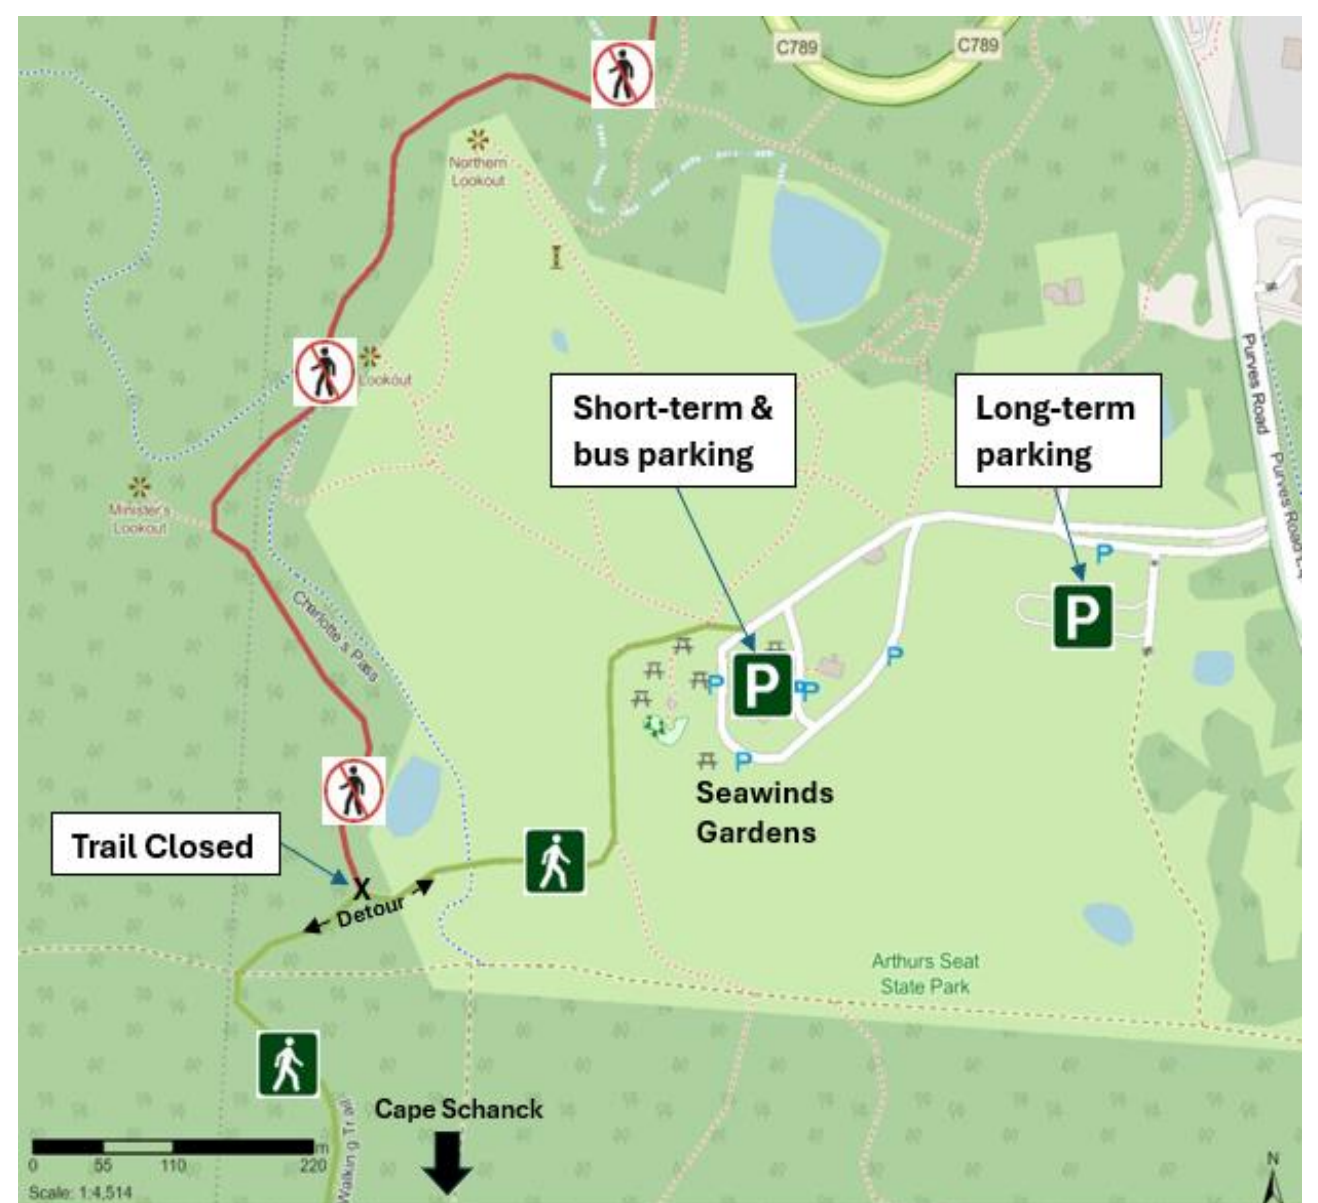 C789
C789
Northern
Lookout
Lookout
Short-term &
bus parking
Long-term
parking
Purves Road
Purves Road
Minister's
Lookout
P
P
Charlotte's Pass
P
P
P
P
P
P
Seawinds
Gardens
Trail Closed
X
Detour
Arthurs Seat
State Park
Cape Schanck
Walking Trail
m
0 55 110 220
Scale: 1:4,514
N